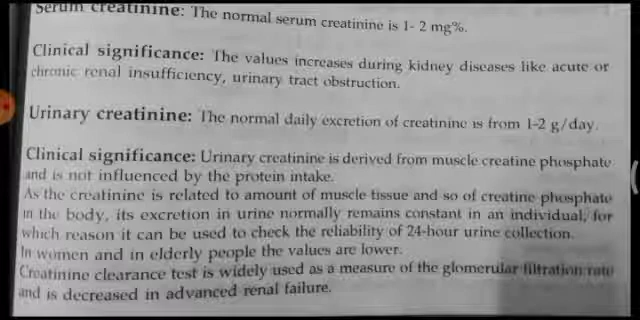 Serum creatinine: The normal serum creatinine is 1- 2 mg%.
Clinical significance: The values increases during kidney diseases like acute or
chronic renal insufficiency, urinary tract obstruction.
Urinary creatinine: The normal daily excretion of creatinine is from 1-2 g/day.
Clinical significance: Urinary creatinine is derived from muscle creatine phosphate
and is not influenced by the protein intake.
As the creatinine is related to amount of muscle tissue and so of creatine phosphate
in the body, its excretion in urine normally remains constant in an individual, for
which reason it can be used to check the reliability of 24-hour urine collection.
In women and in elderly people the values are lower.
Creatinine clearance test is widely used as a measure of the glomerular filtration rate
and is decreased in advanced renal failure.